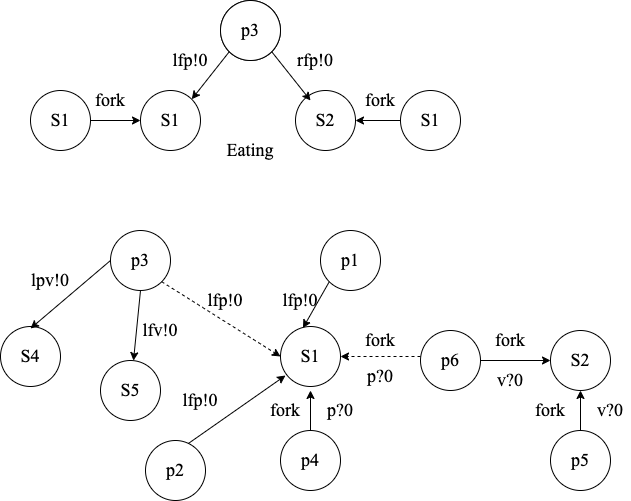 p3
lfp!0
rfp!0
fork
fork
S1
S1
S2
S1
Eating
p3
p1
lpv!0
lfp!0
lfp!0
lfv!0
fork
fork
S4
S1
p6
S2
p?0
v?0
S5
lfp!0
fork
p?0
fork
v?0
p2
p4
p5